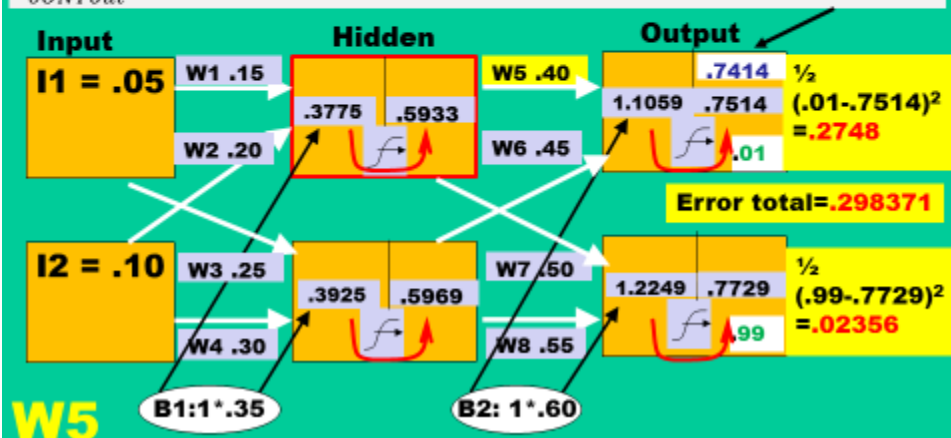 Input
Hidden
Output
I1 = .05
W1 .15
W5 .40
.7414
½
(.01-.7514)²
=.2748
.3775
.5933
1.1059
.7514
W2 .20
W6 .45
.01
Error total=.298371
I2 = .10
W3 .25
W7 .50
.3925
.5969
1.2249
.7729
½
(.99-.7729)²
=.02356
W4 .30
W8 .55
.99
B1:1*.35
B2: 1*.60
W5